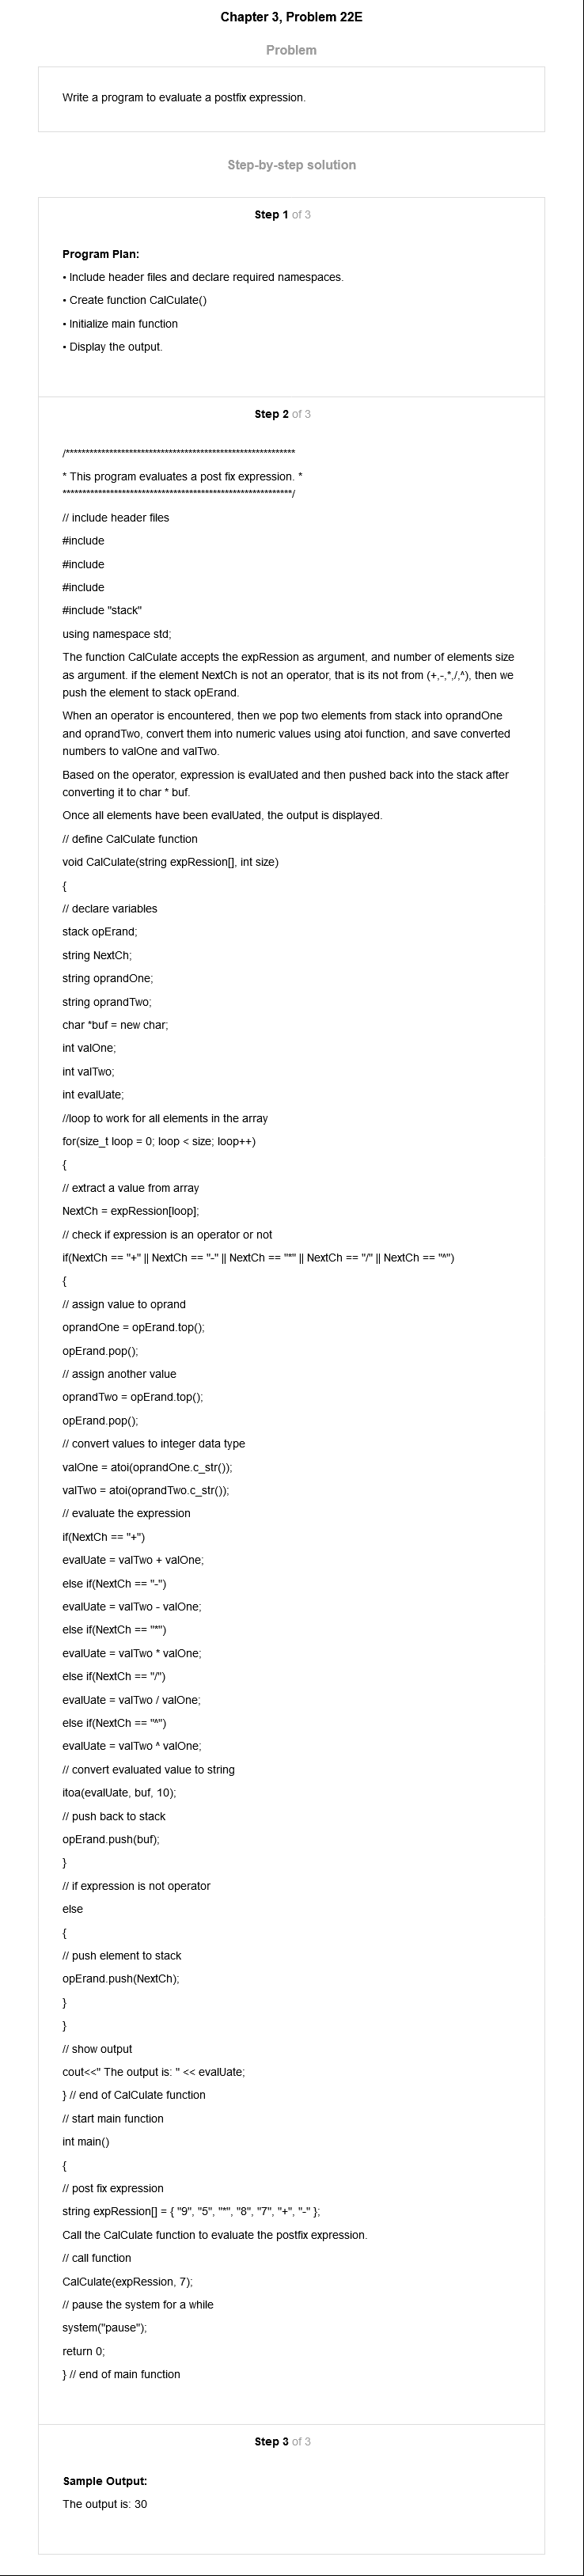 Chapter 3, Problem 22E
Problem
Write a program to evaluate a postfix expression.
Step-by-step solution
Step 1 of 3
Program Plan:
• Include header files and declare required namespaces.
• Create function CalCulate()
• Initialize main function
• Display the output.
Step 2 of 3
/**********************************************************
* This program evaluates a post fix expression. *
**********************************************************/
// include header files
#include
#include
#include
#include "stack"
using namespace std;
The function CalCulate accepts the expRession as argument, and number of elements size
as argument. if the element NextCh is not an operator, that is its not from (+,-,*,/,^), then we
push the element to stack opErand.
When an operator is encountered, then we pop two elements from stack into oprandOne
and oprandTwo, convert them into numeric values using atoi function, and save converted
numbers to valOne and valTwo.
Based on the operator, expression is evalUated and then pushed back into the stack after
converting it to char * buf.
Once all elements have been evalUated, the output is displayed.
// define CalCulate function
void CalCulate(string expRession[], int size)
{
// declare variables
stack opErand;
string NextCh;
string oprandOne;
string oprandTwo;
char *buf = new char;
int valOne;
int valTwo;
int evalUate;
//loop to work for all elements in the array
for(size_t loop = 0; loop < size; loop++)
{
// extract a value from array
NextCh = expRession[loop];
// check if expression is an operator or not
if(NextCh == "+" || NextCh == "-" || NextCh == "*" || NextCh == "/" || NextCh == "^")
{
// assign value to oprand
oprandOne = opErand.top();
opErand.pop();
// assign another value
oprandTwo = opErand.top();
opErand.pop();
// convert values to integer data type
valOne = atoi(oprandOne.c_str());
valTwo = atoi(oprandTwo.c_str());
// evaluate the expression
if(NextCh == "+")
evalUate = valTwo + valOne;
else if(NextCh == "-")
evalUate = valTwo - valOne;
else if(NextCh == "*")
evalUate = valTwo * valOne;
else if(NextCh == "/")
evalUate = valTwo / valOne;
else if(NextCh == "^")
evalUate = valTwo ^ valOne;
// convert evaluated value to string
itoa(evalUate, buf, 10);
// push back to stack
opErand.push(buf);
}
// if expression is not operator
else
{
// push element to stack
opErand.push(NextCh);
}
}
// show output
cout<<" The output is: " << evalUate;
} // end of CalCulate function
// start main function
int main()
{
// post fix expression
string expRession[] = { "9", "5", "*", "8", "7", "+", "-" };
Call the CalCulate function to evaluate the postfix expression.
// call function
CalCulate(expRession, 7);
// pause the system for a while
system("pause");
return 0;
} // end of main function
Step 3 of 3
Sample Output:
The output is: 30